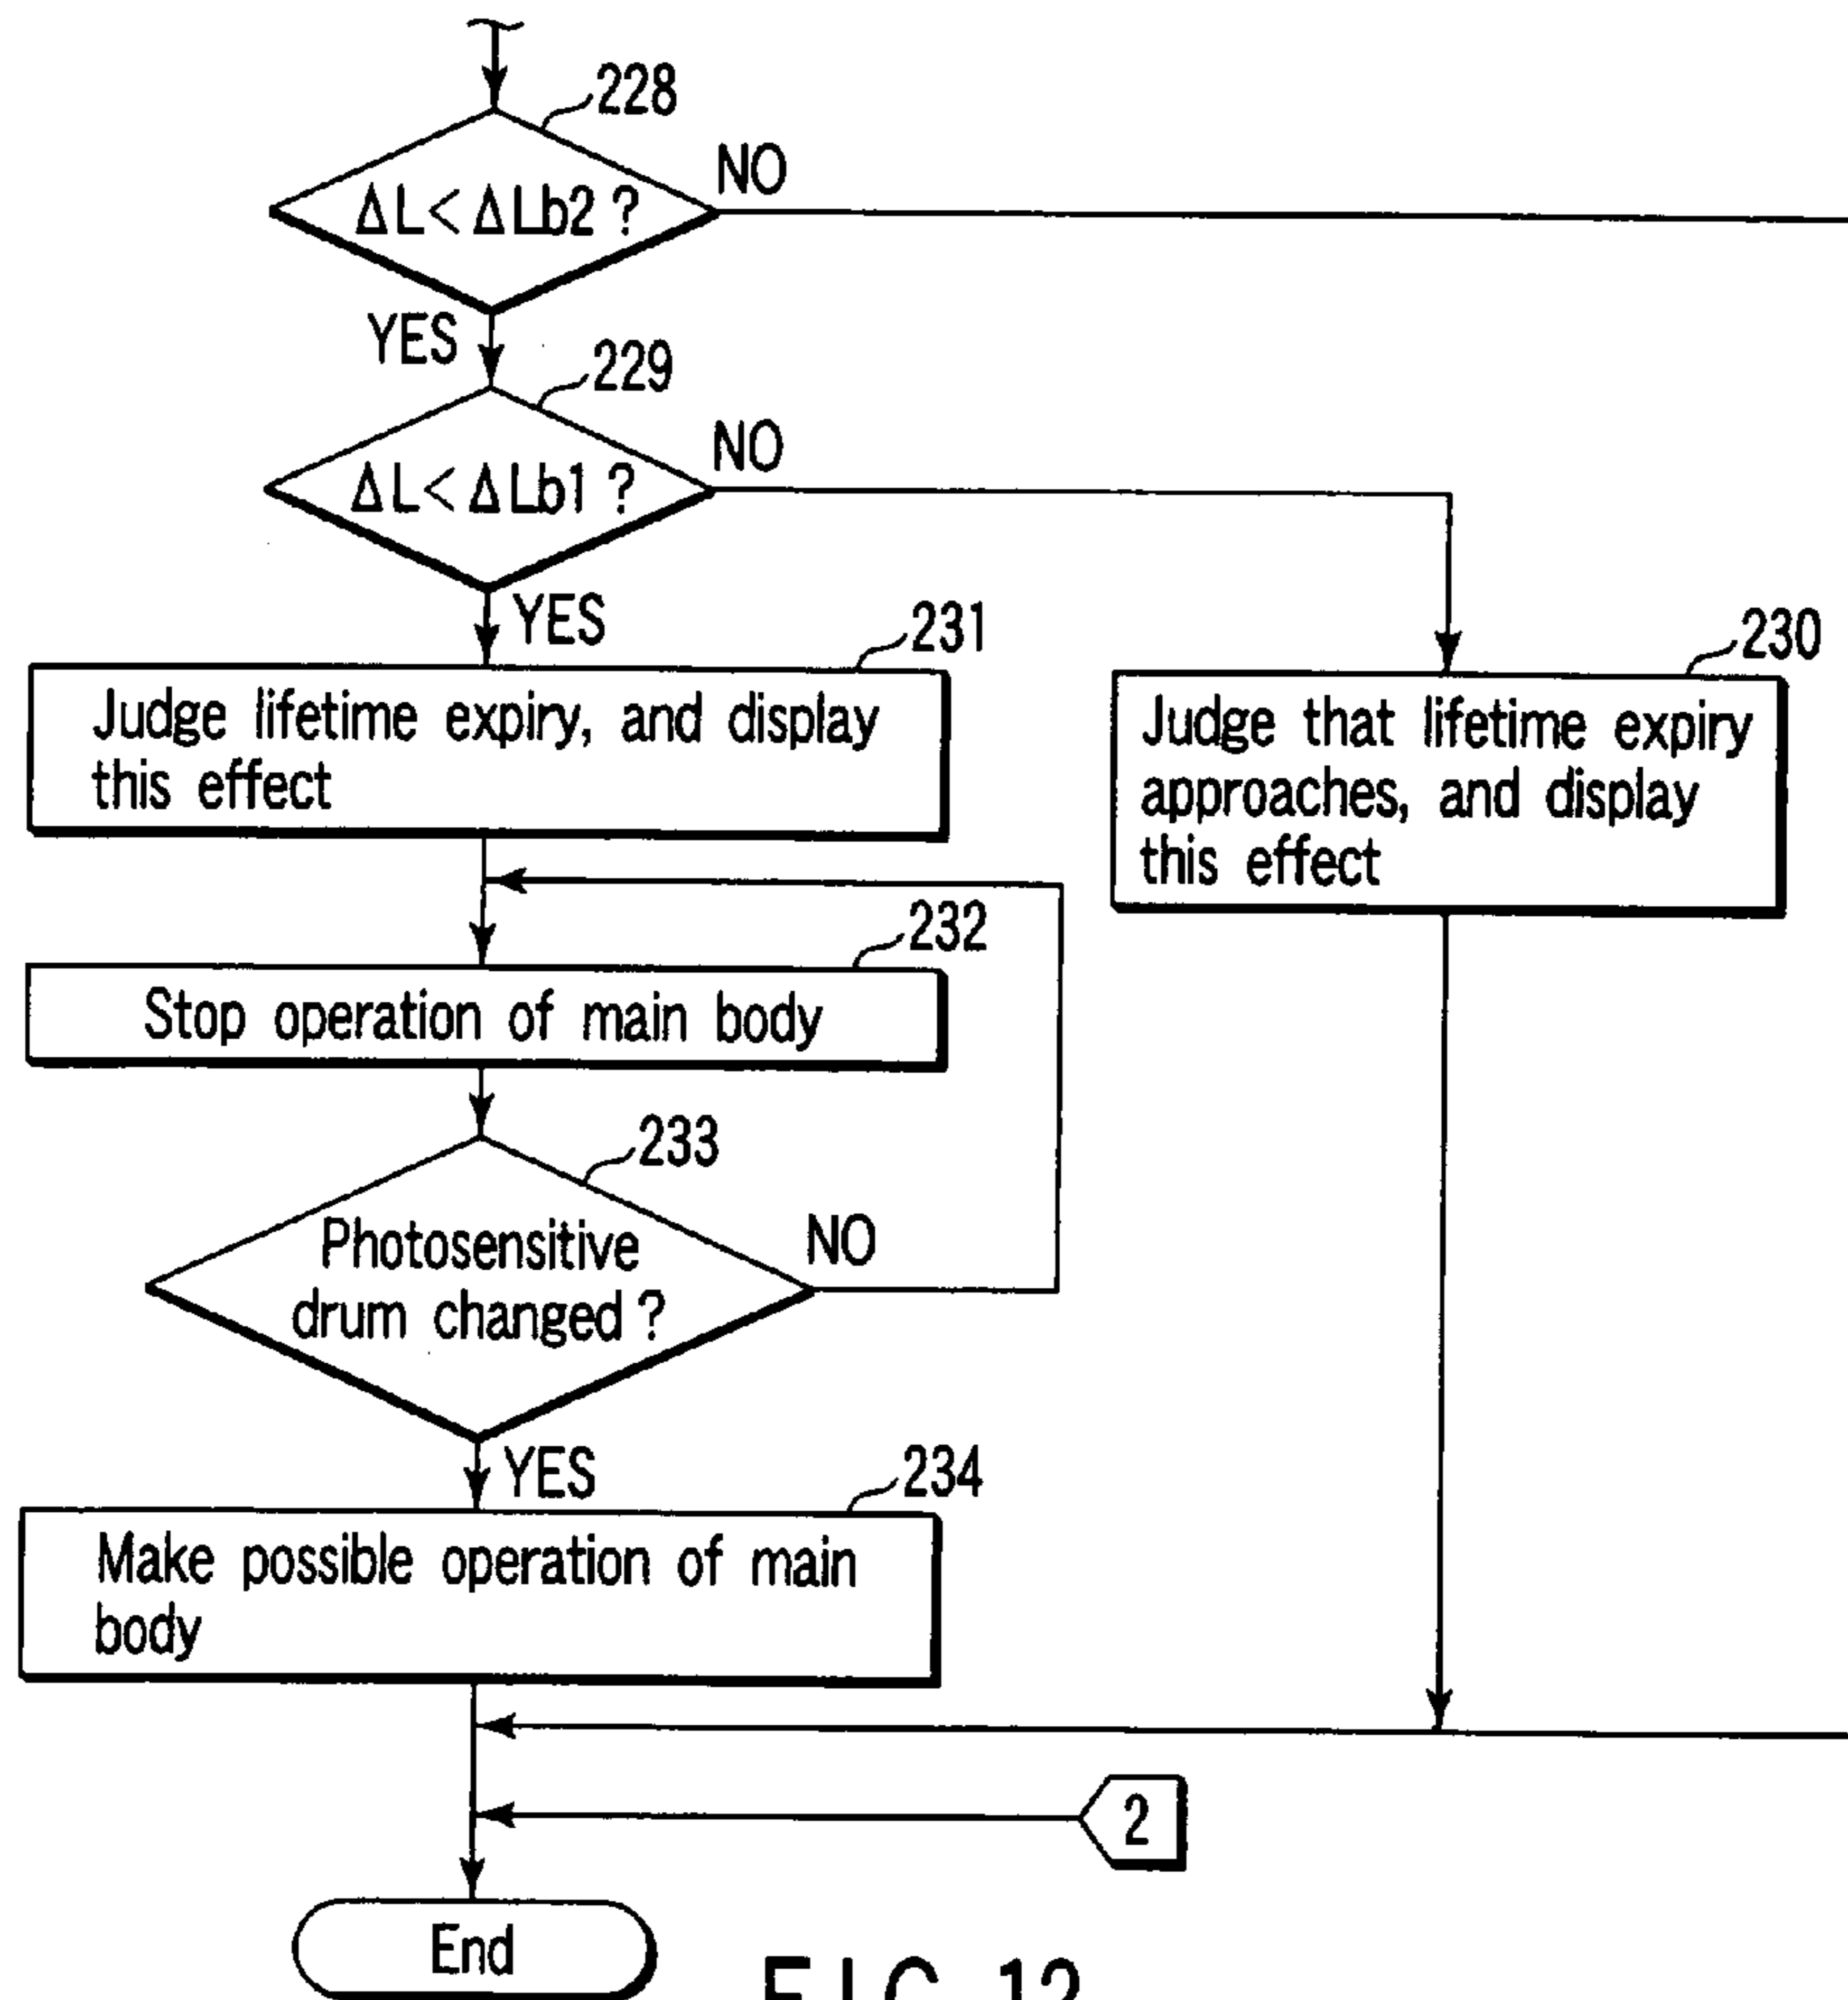 228
ΔL<ΔLb2?
NO
YES
229
ΔL<ΔLb1?
NO
YES
231
Judge lifetime expiry, and display
this effect
230
Judge that lifetime expiry
approaches, and display
this effect
232
Stop operation of main body
233
Photosensitive
drum changed?
NO
YES
234
Make possible operation of main
body
2
End
FIG. 12